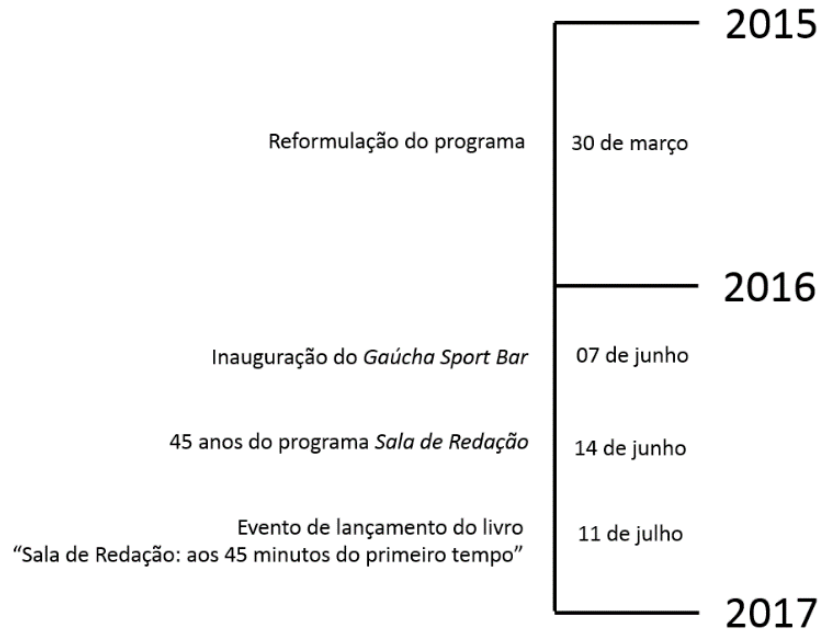 2015
Reformulação do programa 30 de março
2016
Inauguração do Gaúcha Sport Bar 07 de junho
45 anos do programa Sala de Redação 14 de junho
Evento de lançamento do livro 11 de julho
“Sala de Redação: aos 45 minutos do primeiro tempo”
2017